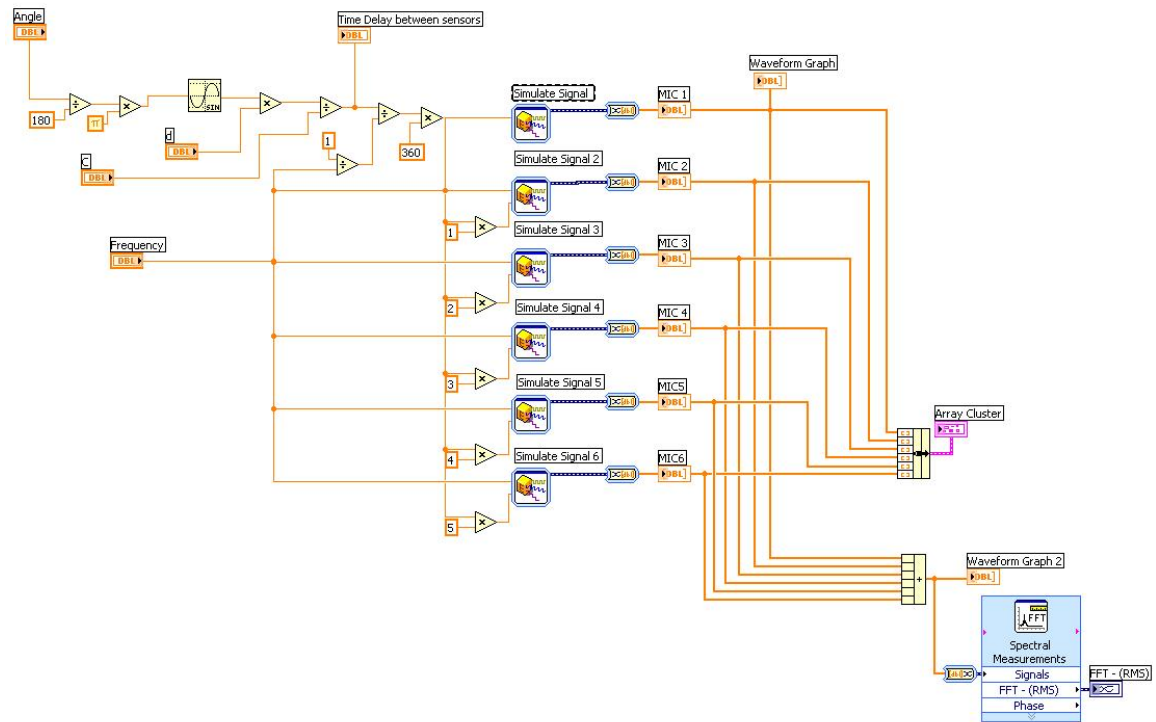 Angle
DBL
Time Delay between sensors
DBL
Waveform Graph
DBL]
SIN
180
π
d
DBL
C
DBL
1
360
Simulate Signal
MIC 1
DBL]
Simulate Signal 2
MIC 2
DBL]
1
Simulate Signal 3
Frequency
DBL
MIC 3
DBL]
2
Simulate Signal 4
MIC 4
DBL]
3
Simulate Signal 5
MIC5
DBL]
Array Cluster
4
Simulate Signal 6
MIC6
DBL]
5
Waveform Graph 2
DBL]
FFT
Spectral
Measurements
Signals
FFT - (RMS)
FFT - (RMS)
Phase